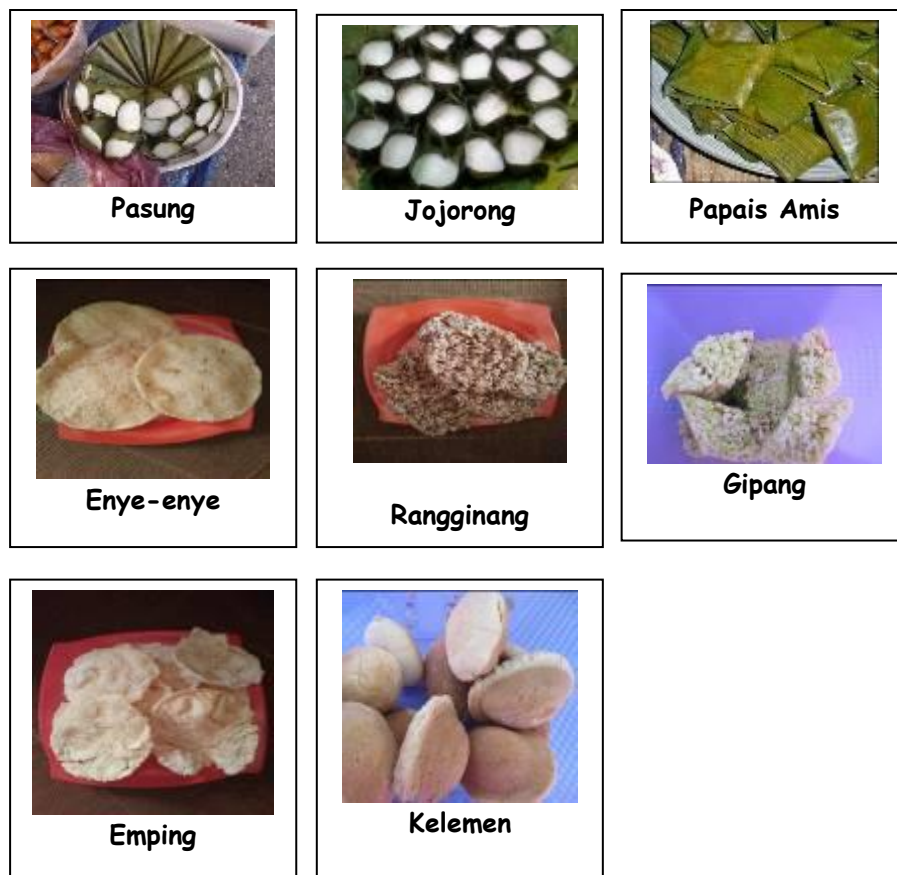 Pasung
Jojorong
Papais Amis
Enye-enye
Rangginang
Gipang
Emping
Kelemen